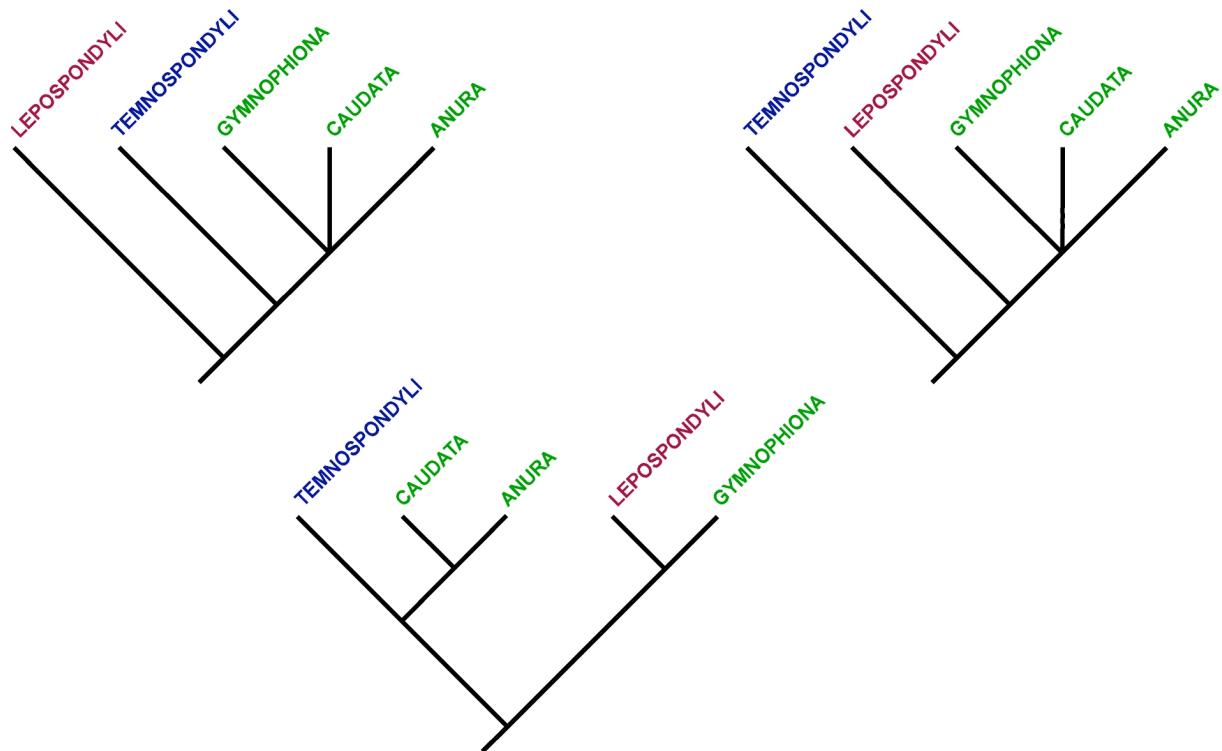 LEPOSPONDYLI
TEMNOSPONDYLI
GYMNOPHIONA
CAUDATA
ANURA
TEMNOSPONDYLI
LEPOSPONDYLI
GYMNOPHIONA
CAUDATA
ANURA
TEMNOSPONDYLI
CAUDATA
ANURA
LEPOSPONDYLI
GYMNOPHIONA